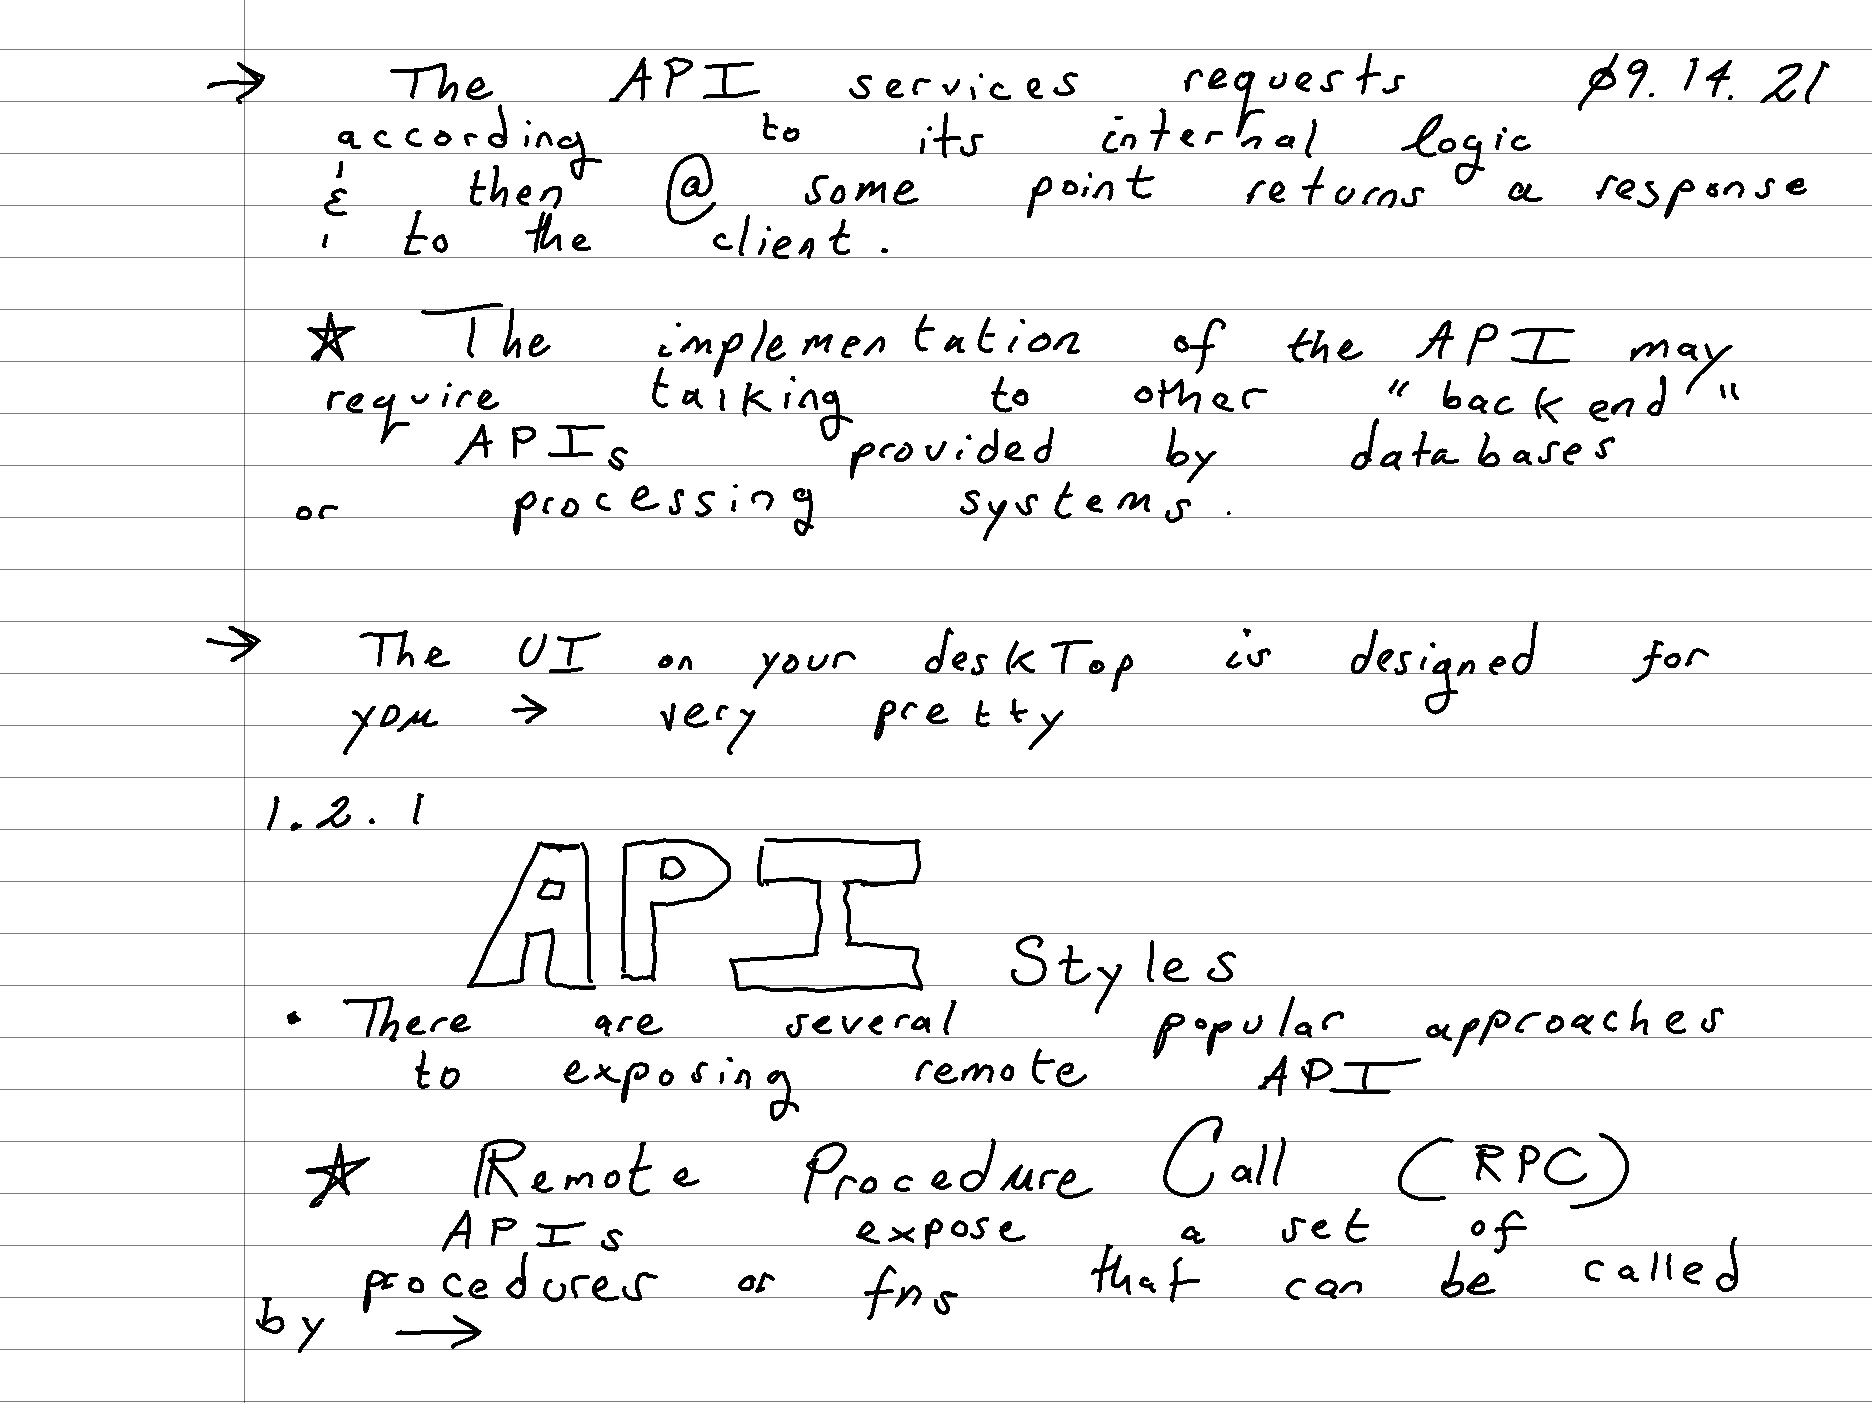 → The API services requests 09.14.21
according to its internal logic
& then @ some point returns a response
to the client.
☆ The implementation of the API may
require talking to other "backend"
APIs provided by databases
or processing systems.
→ The UI on your deskTop is designed for
you → very pretty
1.2.1
API Styles
• There are several popular approaches
to exposing remote API
☆ Remote Procedure Call (RPC)
APIs expose a set of
procedures or fns that can be called
by →